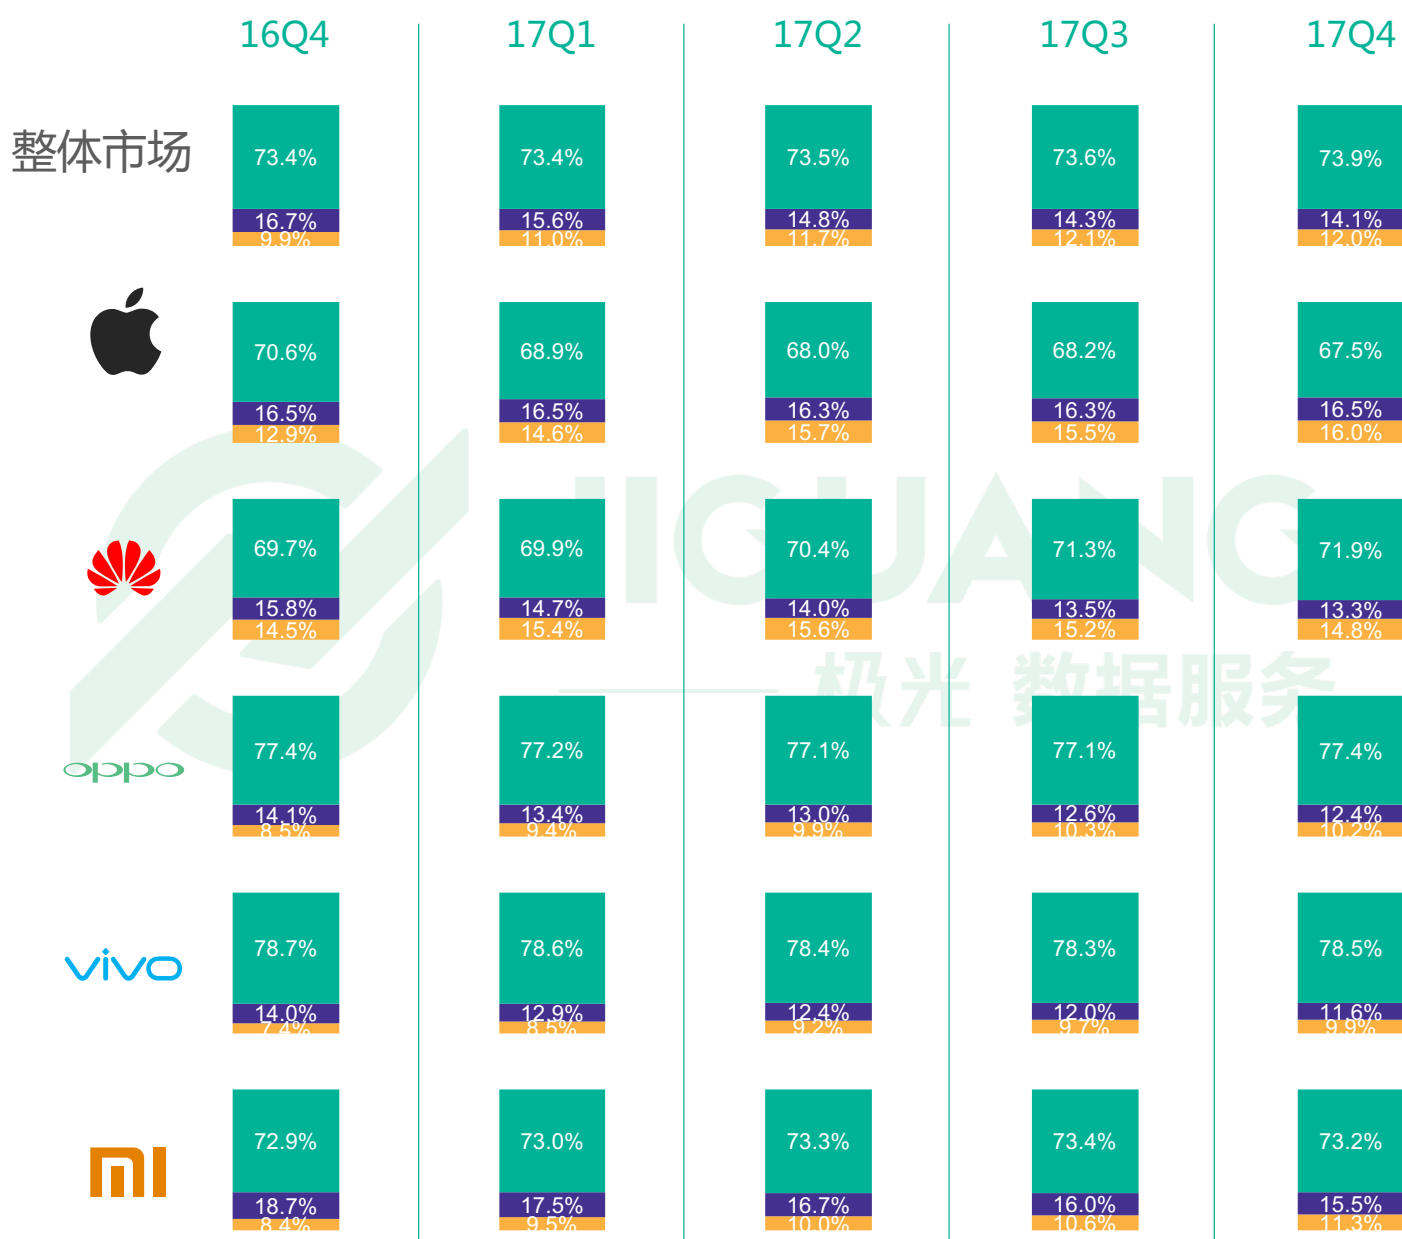 16Q4 17Q1 17Q2 17Q3 17Q4
整体市场
73.4% 73.4% 73.5% 73.6% 73.9%
16.7% 15.6% 14.8% 14.3% 14.1%
9.9% 11.0% 11.7% 12.1% 12.0%
70.6% 68.9% 68.0% 68.2% 67.5%
16.5% 16.5% 16.3% 16.3% 16.5%
12.9% 14.6% 15.7% 15.5% 16.0%
JIGUANG
69.7% 69.9% 70.4% 71.3% 71.9%
15.8% 14.7% 14.0% 13.5% 13.3%
14.5% 15.4% 15.6% 15.2% 14.8%
极光 数据服务
oppo
77.4% 77.2% 77.1% 77.1% 77.4%
14.1% 13.4% 13.0% 12.6% 12.4%
8.5% 9.4% 9.9% 10.3% 10.2%
vivo
78.7% 78.6% 78.4% 78.3% 78.5%
14.0% 12.9% 12.4% 12.0% 11.6%
7.4% 8.5% 9.2% 9.7% 9.9%
mi
72.9% 73.0% 73.3% 73.4% 73.2%
18.7% 17.5% 16.7% 16.0% 15.5%
8.4% 9.5% 10.0% 10.6% 11.3%